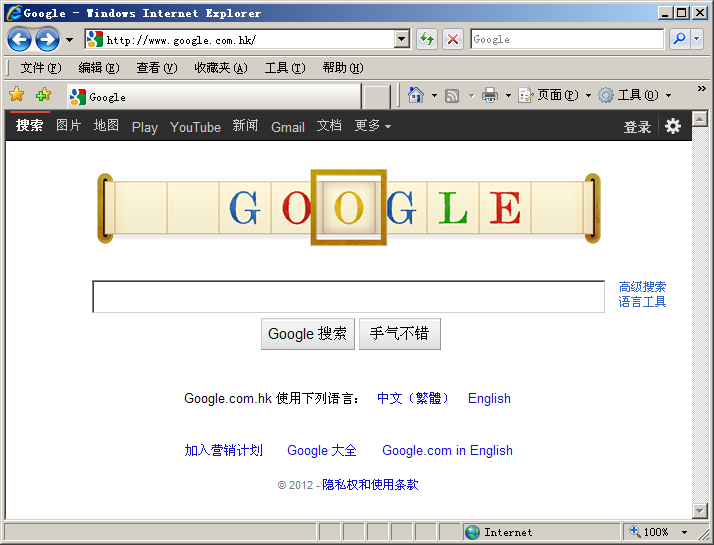 Google - Windows Internet Explorer
http://www.google.com.hk/
Google
文件(F) 编辑(E) 查看(V) 收藏夹(A) 工具(T) 帮助(H)
Google
页面(P) 工具(O)
搜索 图片 地图 Play YouTube 新闻 Gmail 文档 更多
登录
GOOGLE
高级搜索
语言工具
Google 搜索 手气不错
Google.com.hk 使用下列语言： 中文（繁體） English
加入营销计划 Google 大全 Google.com in English
© 2012 - 隐私权和使用条款
Internet 100%